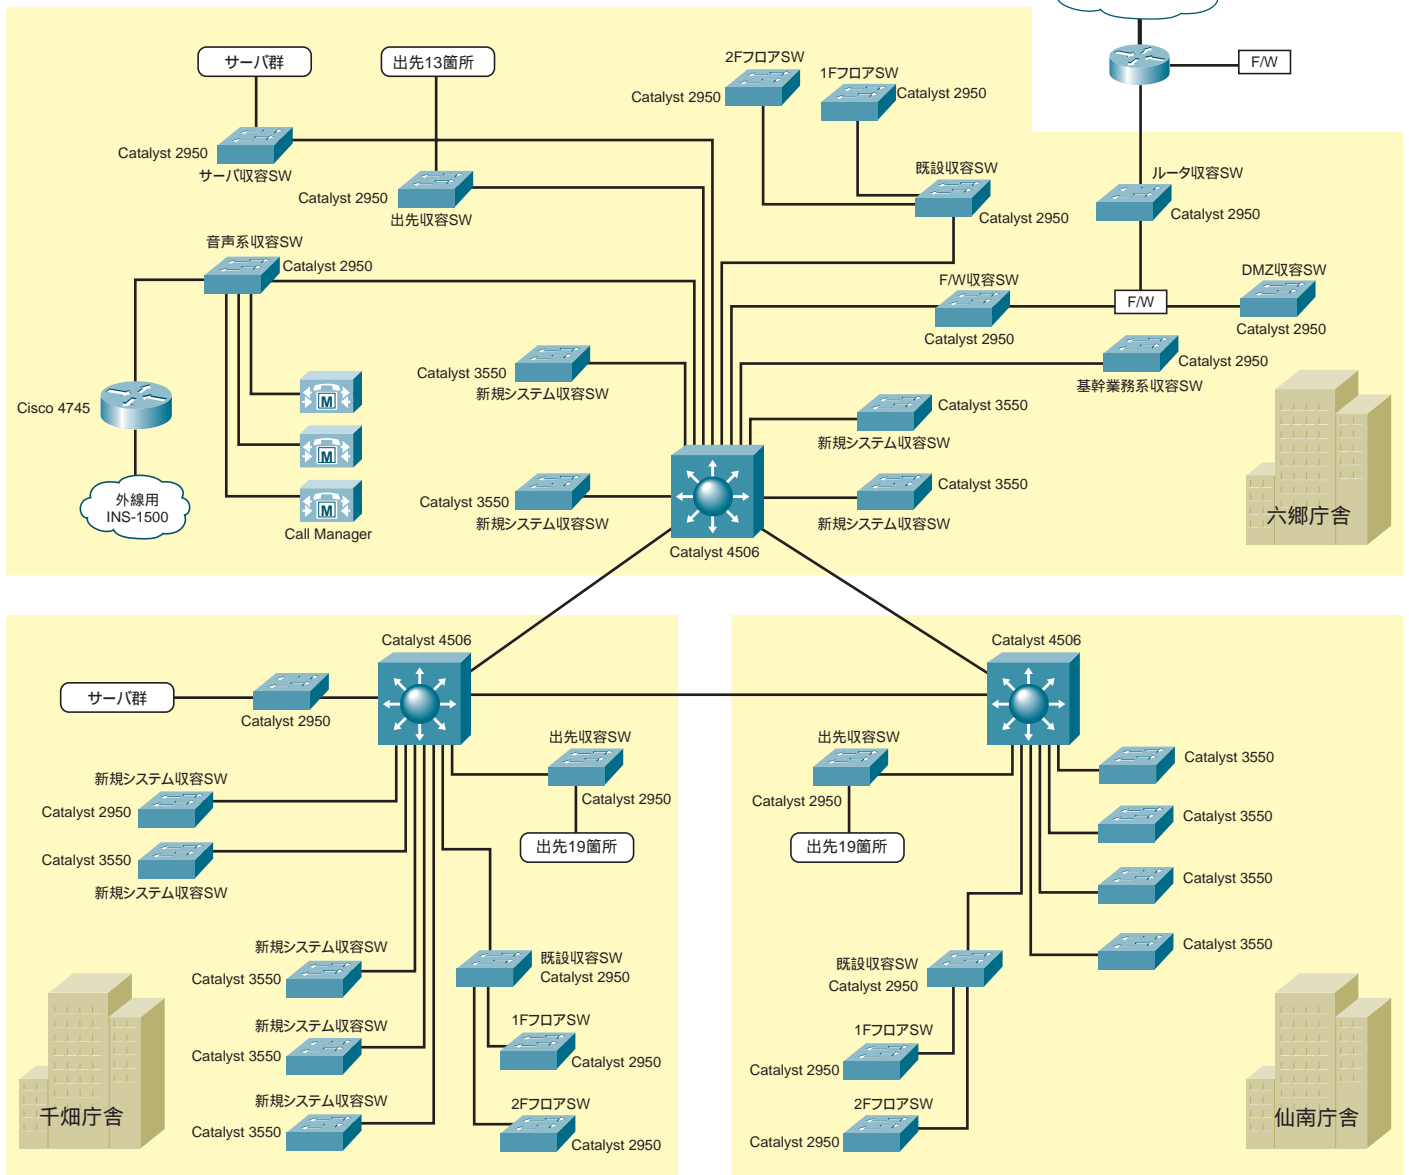 F/W
サーバ群
出先13箇所
2FフロアSW
Catalyst 2950
1FフロアSW
Catalyst 2950
Catalyst 2950
サーバ収容SW
Catalyst 2950
出先収容SW
既設収容SW
Catalyst 2950
ルータ収容SW
Catalyst 2950
音声系収容SW
Catalyst 2950
F/W収容SW
Catalyst 2950
F/W
DMZ収容SW
Catalyst 2950
Catalyst 3550
新規システム収容SW
Catalyst 2950
基幹業務系収容SW
Cisco 4745
M
M
M
Call Manager
外線用
INS-1500
Catalyst 3550
新規システム収容SW
Catalyst 3550
新規システム収容SW
Catalyst 3550
新規システム収容SW
Catalyst 4506
六郷庁舎
Catalyst 4506
サーバ群
Catalyst 2950
出先収容SW
Catalyst 2950
出先19箇所
新規システム収容SW
Catalyst 2950
Catalyst 3550
新規システム収容SW
新規システム収容SW
Catalyst 3550
既設収容SW
Catalyst 2950
新規システム収容SW
Catalyst 3550
1FフロアSW
Catalyst 2950
新規システム収容SW
Catalyst 3550
2FフロアSW
Catalyst 2950
千畑庁舎
Catalyst 4506
出先収容SW
Catalyst 2950
出先19箇所
Catalyst 3550
Catalyst 3550
Catalyst 3550
Catalyst 3550
既設収容SW
Catalyst 2950
1FフロアSW
Catalyst 2950
2FフロアSW
Catalyst 2950
仙南庁舎